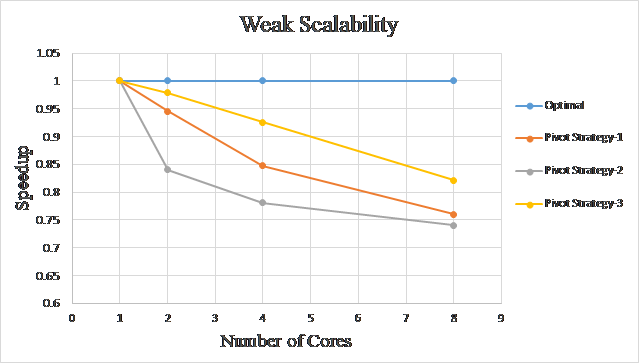 Weak Scalability
1.05
1
0.95
0.9
0.85
0.8
0.75
0.7
0.65
0.6
Speedup
0 1 2 3 4 5 6 7 8 9
Number of Cores
Optimal
Pivot Strategy-1
Pivot Strategy-2
Pivot Strategy-3